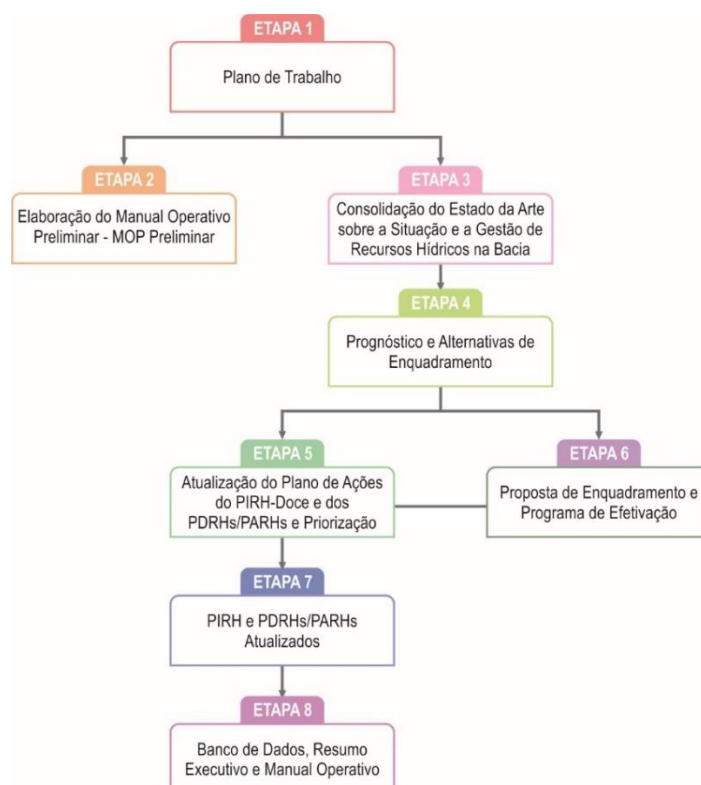 ETAPA 1
Plano de Trabalho
ETAPA 2
Elaboração do Manual Operativo
Preliminar - MOP Preliminar
ETAPA 3
Consolidação do Estado da Arte
sobre a Situação e a Gestão de
Recursos Hídricos na Bacia
ETAPA 4
Prognóstico e Alternativas de
Enquadramento
ETAPA 5
Atualização do Plano de Ações
do PIRH-Doce e dos
PDRHs/PARHs e Priorização
ETAPA 6
Proposta de Enquadramento e
Programa de Efetivação
ETAPA 7
PIRH e PDRHs/PARHs
Atualizados
ETAPA 8
Banco de Dados, Resumo
Executivo e Manual Operativo